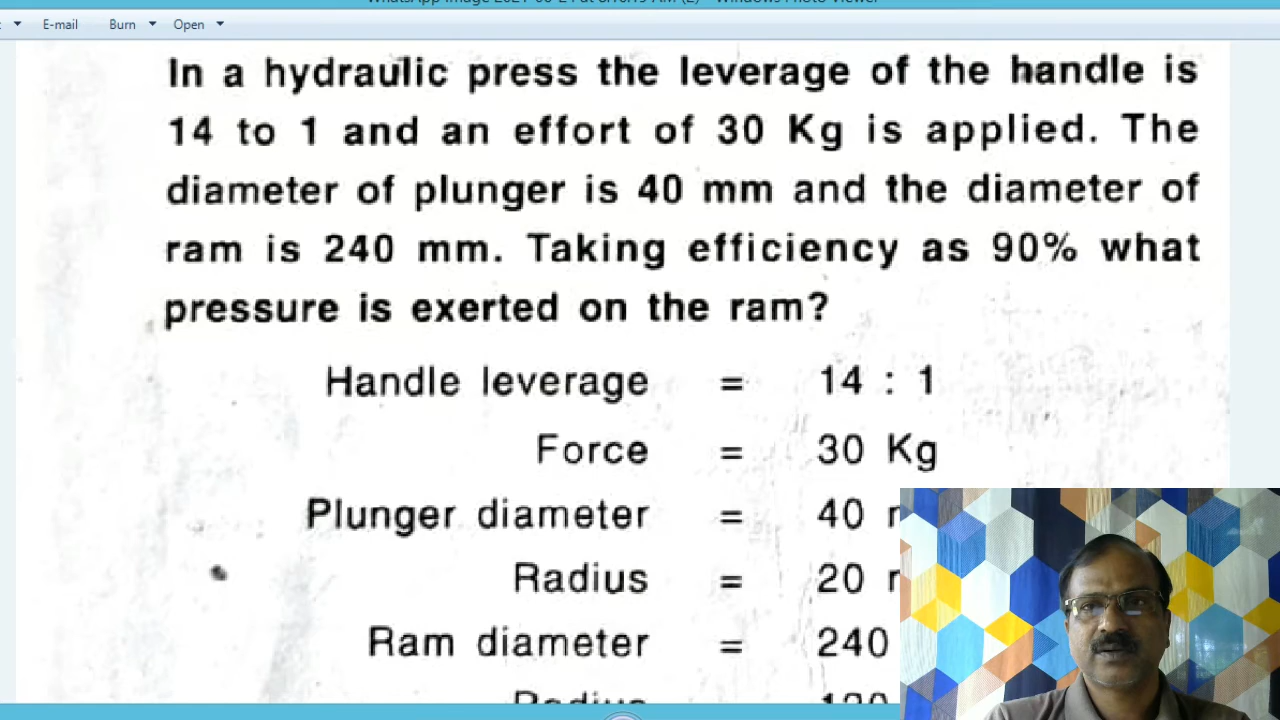 E-mail Burn Open
In a hydraulic press the leverage of the handle is
14 to 1 and an effort of 30 Kg is applied. The
diameter of plunger is 40 mm and the diameter of
ram is 240 mm. Taking efficiency as 90% what
pressure is exerted on the ram?
Handle leverage = 14 : 1
Force = 30 Kg
Plunger diameter = 40
Radius = 20
Ram diameter = 240